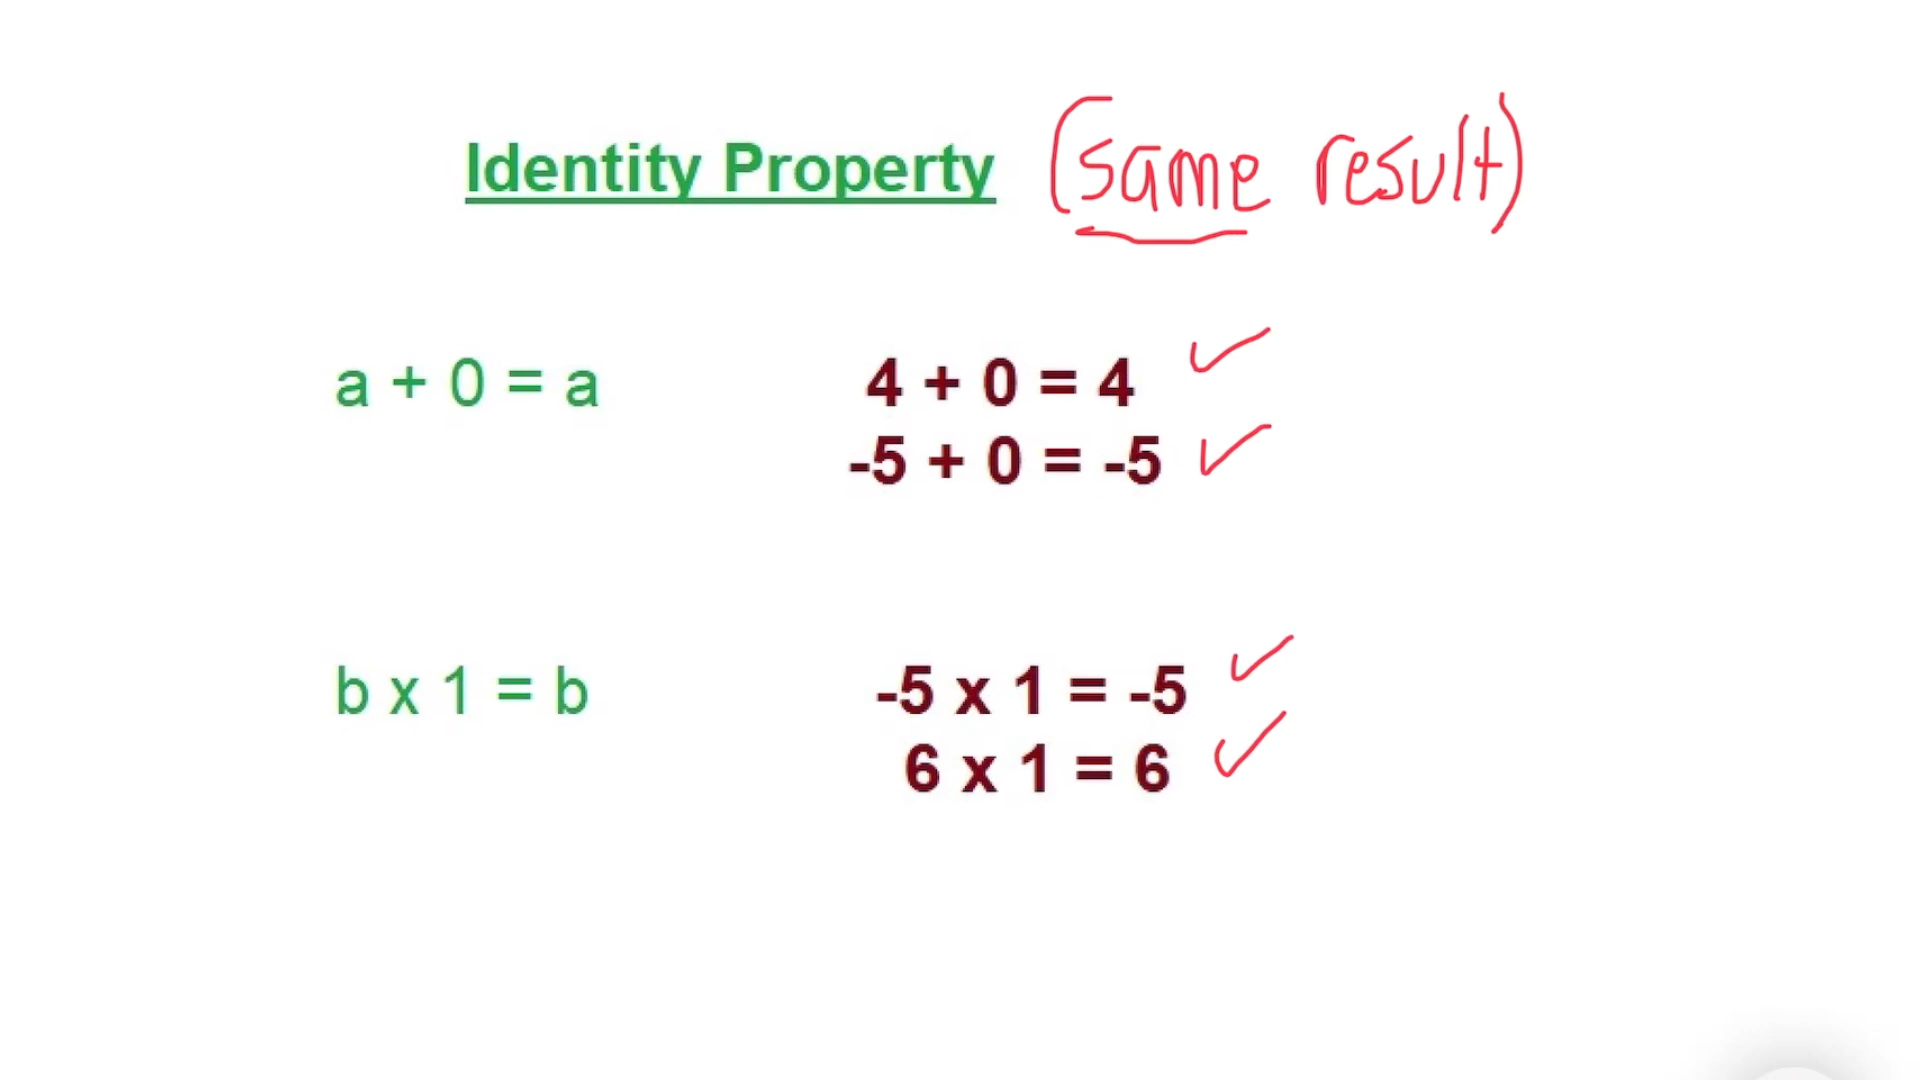 Identity Property (same result)
a + 0 = a 4 + 0 = 4
-5 + 0 = -5
b x 1 = b -5 x 1 = -5
6 x 1 = 6